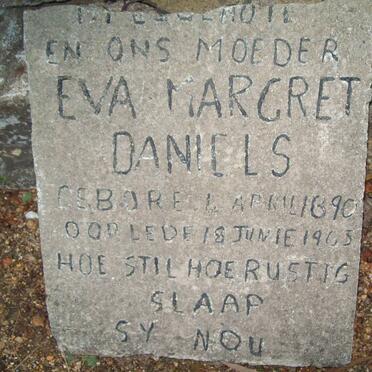 EN ONS MOEDER
EVA MARGRET
DANIELS
GEBORE 1 APRIL 1890
OORLEDE 18 JUNIE 1963
HOE STIL HOE RUSTIG
SLAAP
SY NOU